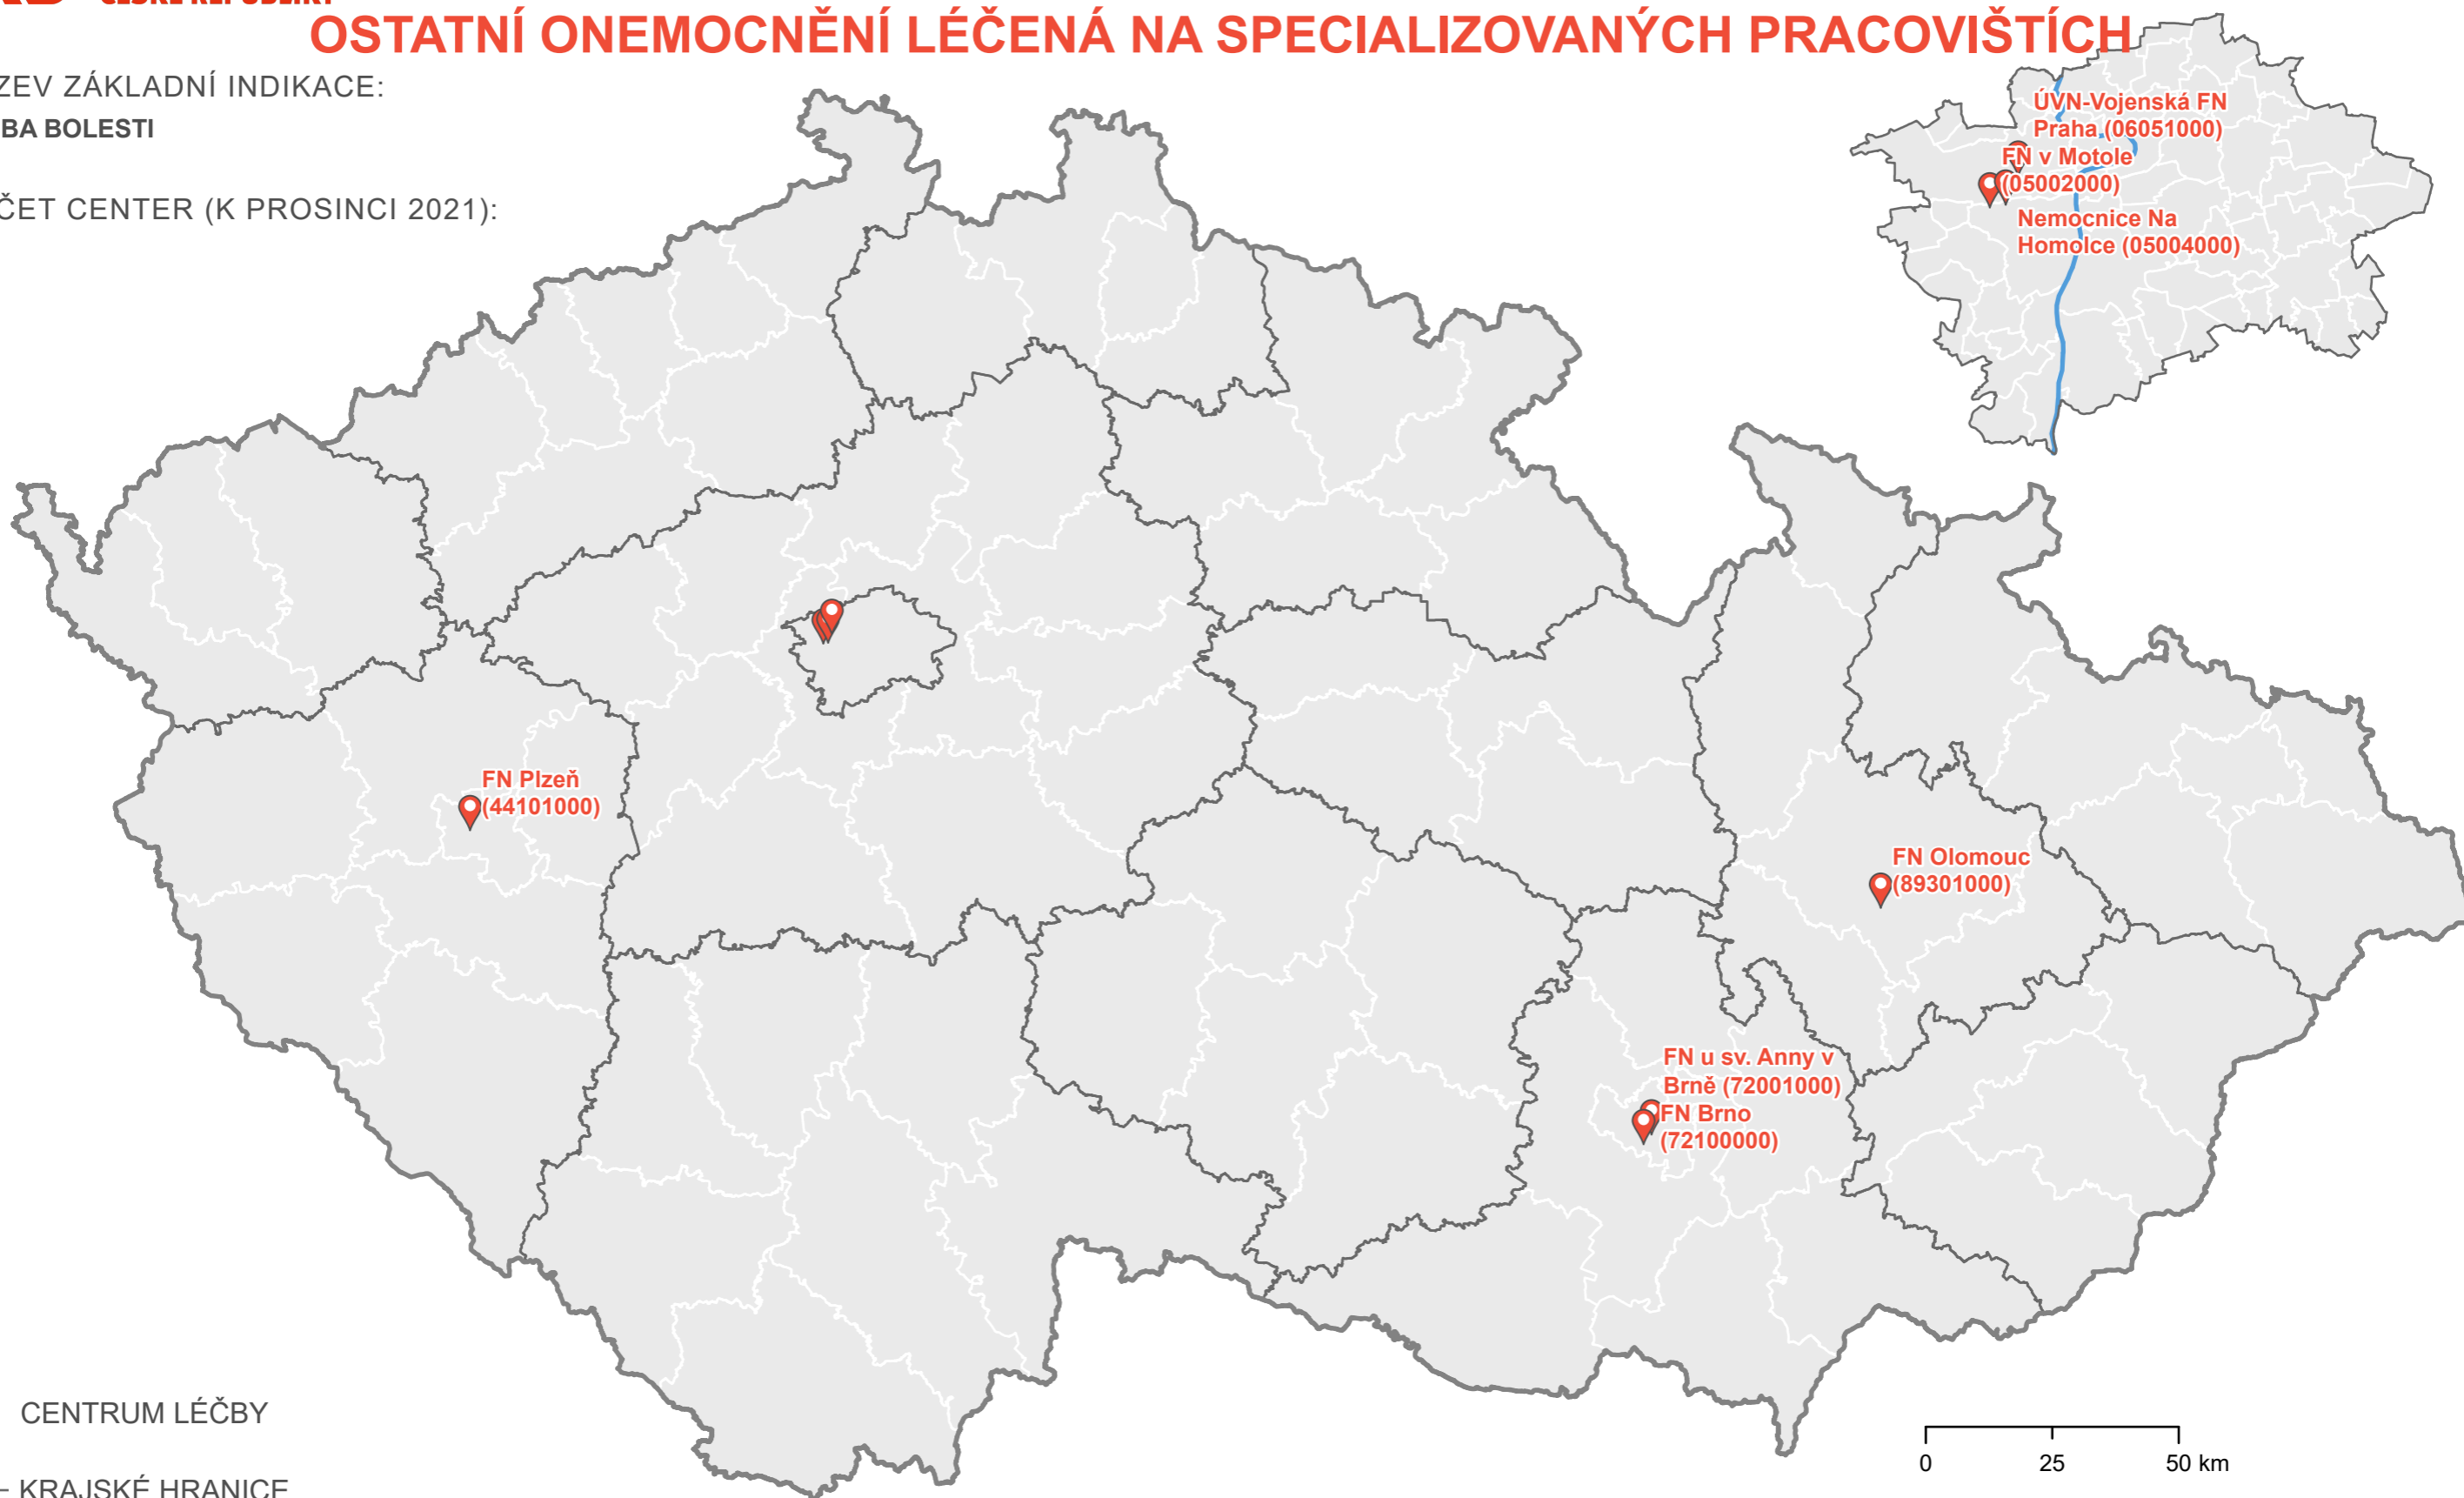 ČESKÉ REPUBLIKY
OSTATNÍ ONEMOCNĚNÍ LÉČENÁ NA SPECIALIZOVANÝCH PRACOVIŠTÍCH
ZEV ZÁKLADNÍ INDIKACE:
BA BOLESTI
ČET CENTER (K PROSINCI 2021):
ÚVN-Vojenská FN
Praha (06051000)
FN v Motole
(05002000)
Nemocnice Na
Homolce (05004000)
FN Plzeň
(44101000)
FN Olomouc
(89301000)
FN u sv. Anny v
Brně (72001000)
FN Brno
(72100000)
CENTRUM LÉČBY
KRAJSKÉ HRANICE
0 25 50 km